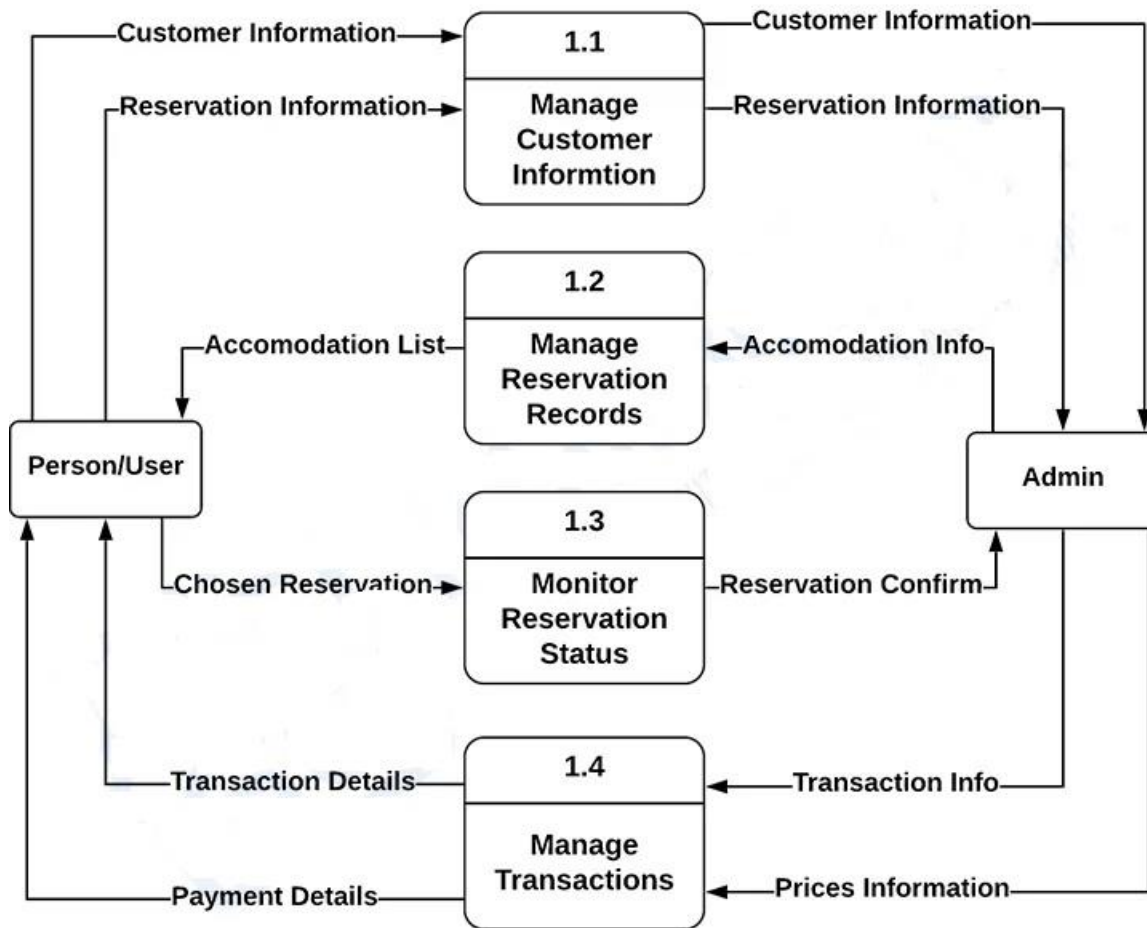 Customer Information
1.1
Customer Information
Reservation Information
Manage
Customer
Informtion
Reservation Information
1.2
Accomodation List
Manage
Reservation
Records
Accomodation Info
Person/User
Admin
1.3
Chosen Reservation
Monitor
Reservation
Status
Reservation Confirm
1.4
Transaction Details
Transaction Info
Manage
Transactions
Payment Details
Prices Information